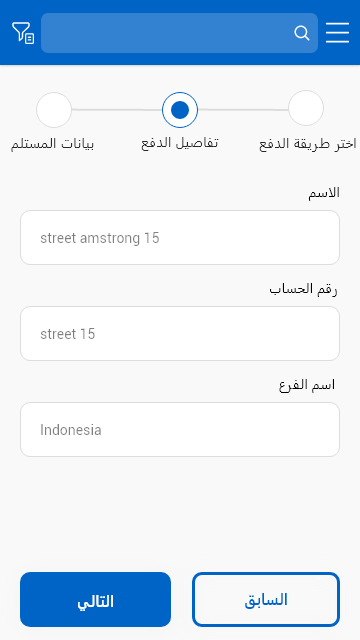 اختر طريقة الدفع
تفاصيل الدفع
بيانات المستلم
الاسم
street amstrong 15
رقم الحساب
street 15
اسم الفرع
Indonesia
السابق
التالي